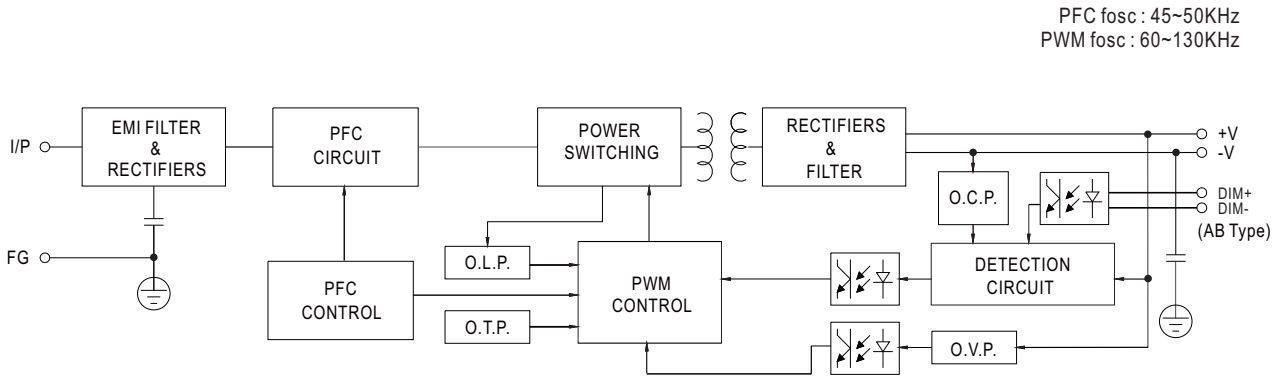 PFC fosc : 45~50KHz
PWM fosc : 60~130KHz
I/P
EMI FILTER
&
RECTIFIERS
PFC
CIRCUIT
POWER
SWITCHING
RECTIFIERS
&
FILTER
+V
-V
O.C.P.
DIM+
DIM-
(AB Type)
FG
O.L.P.
PFC
CONTROL
PWM
CONTROL
DETECTION
CIRCUIT
O.T.P.
O.V.P.